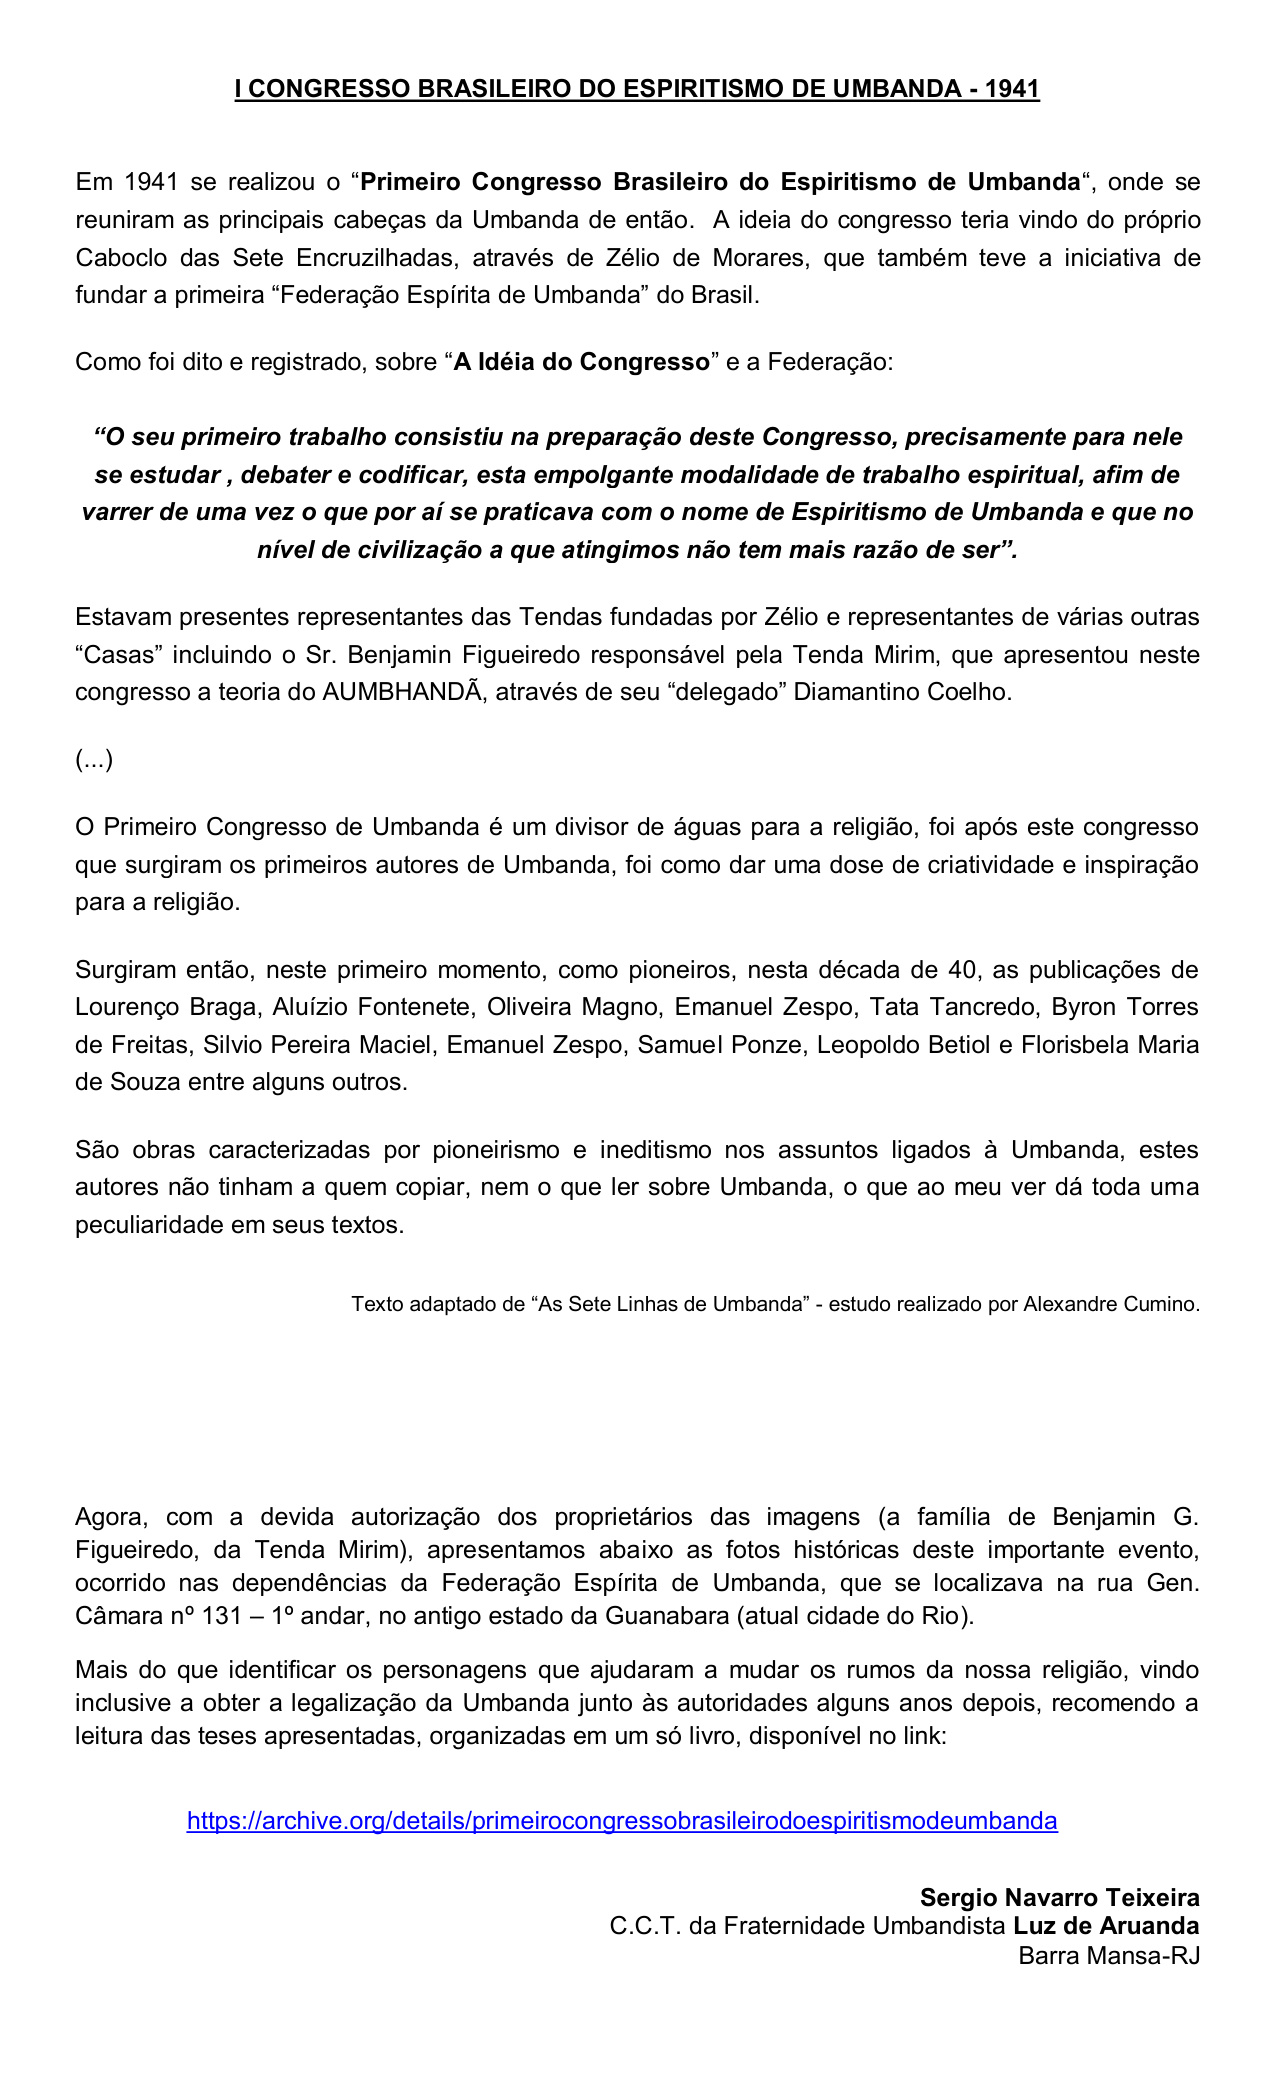 I CONGRESSO BRASILEIRO DO ESPIRITISMO DE UMBANDA - 1941
Em 1941 se realizou o “Primeiro Congresso Brasileiro do Espiritismo de Umbanda“, onde se
reuniram as principais cabeças da Umbanda de então. A ideia do congresso teria vindo do próprio
Caboclo das Sete Encruzilhadas, através de Zélio de Morares, que também teve a iniciativa de
fundar a primeira “Federação Espírita de Umbanda” do Brasil.
Como foi dito e registrado, sobre “A Idéia do Congresso” e a Federação:
“O seu primeiro trabalho consistiu na preparação deste Congresso, precisamente para nele
se estudar , debater e codificar, esta empolgante modalidade de trabalho espiritual, afim de
varrer de uma vez o que por aí se praticava com o nome de Espiritismo de Umbanda e que no
nível de civilização a que atingimos não tem mais razão de ser”.
Estavam presentes representantes das Tendas fundadas por Zélio e representantes de várias outras
“Casas” incluindo o Sr. Benjamin Figueiredo responsável pela Tenda Mirim, que apresentou neste
congresso a teoria do AUMBHANDÃ, através de seu “delegado” Diamantino Coelho.
(...)
O Primeiro Congresso de Umbanda é um divisor de águas para a religião, foi após este congresso
que surgiram os primeiros autores de Umbanda, foi como dar uma dose de criatividade e inspiração
para a religião.
Surgiram então, neste primeiro momento, como pioneiros, nesta década de 40, as publicações de
Lourenço Braga, Aluízio Fontenete, Oliveira Magno, Emanuel Zespo, Tata Tancredo, Byron Torres
de Freitas, Silvio Pereira Maciel, Emanuel Zespo, Samuel Ponze, Leopoldo Betiol e Florisbela Maria
de Souza entre alguns outros.
São obras caracterizadas por pioneirismo e ineditismo nos assuntos ligados à Umbanda, estes
autores não tinham a quem copiar, nem o que ler sobre Umbanda, o que ao meu ver dá toda uma
peculiaridade em seus textos.
Texto adaptado de “As Sete Linhas de Umbanda” - estudo realizado por Alexandre Cumino.
Agora, com a devida autorização dos proprietários das imagens (a família de Benjamin G.
Figueiredo, da Tenda Mirim), apresentamos abaixo as fotos históricas deste importante evento,
ocorrido nas dependências da Federação Espírita de Umbanda, que se localizava na rua Gen.
Câmara nº 131 – 1º andar, no antigo estado da Guanabara (atual cidade do Rio).
Mais do que identificar os personagens que ajudaram a mudar os rumos da nossa religião, vindo
inclusive a obter a legalização da Umbanda junto às autoridades alguns anos depois, recomendo a
leitura das teses apresentadas, organizadas em um só livro, disponível no link:
https://archive.org/details/primeirocongressobrasileirodoespiritismodeumbanda
Sergio Navarro Teixeira
C.C.T. da Fraternidade Umbandista Luz de Aruanda
Barra Mansa-RJ